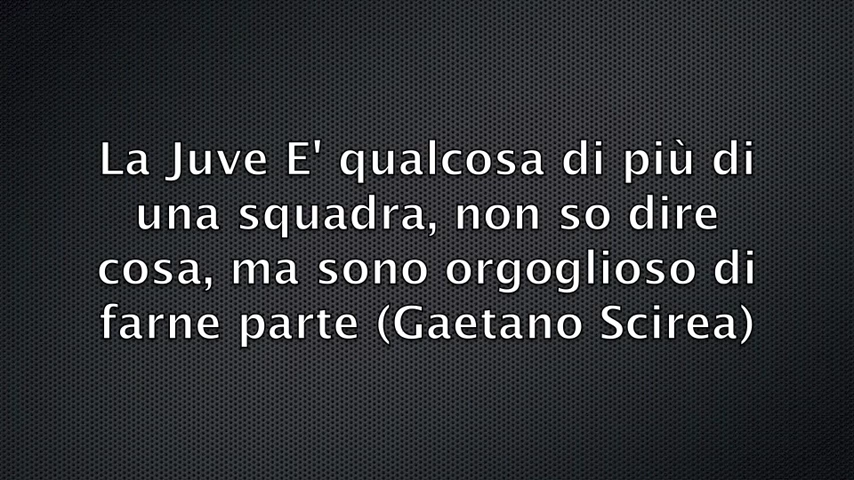 La Juve E' qualcosa di più di
una squadra, non so dire
cosa, ma sono orgoglioso di
farne parte (Gaetano Scirea)